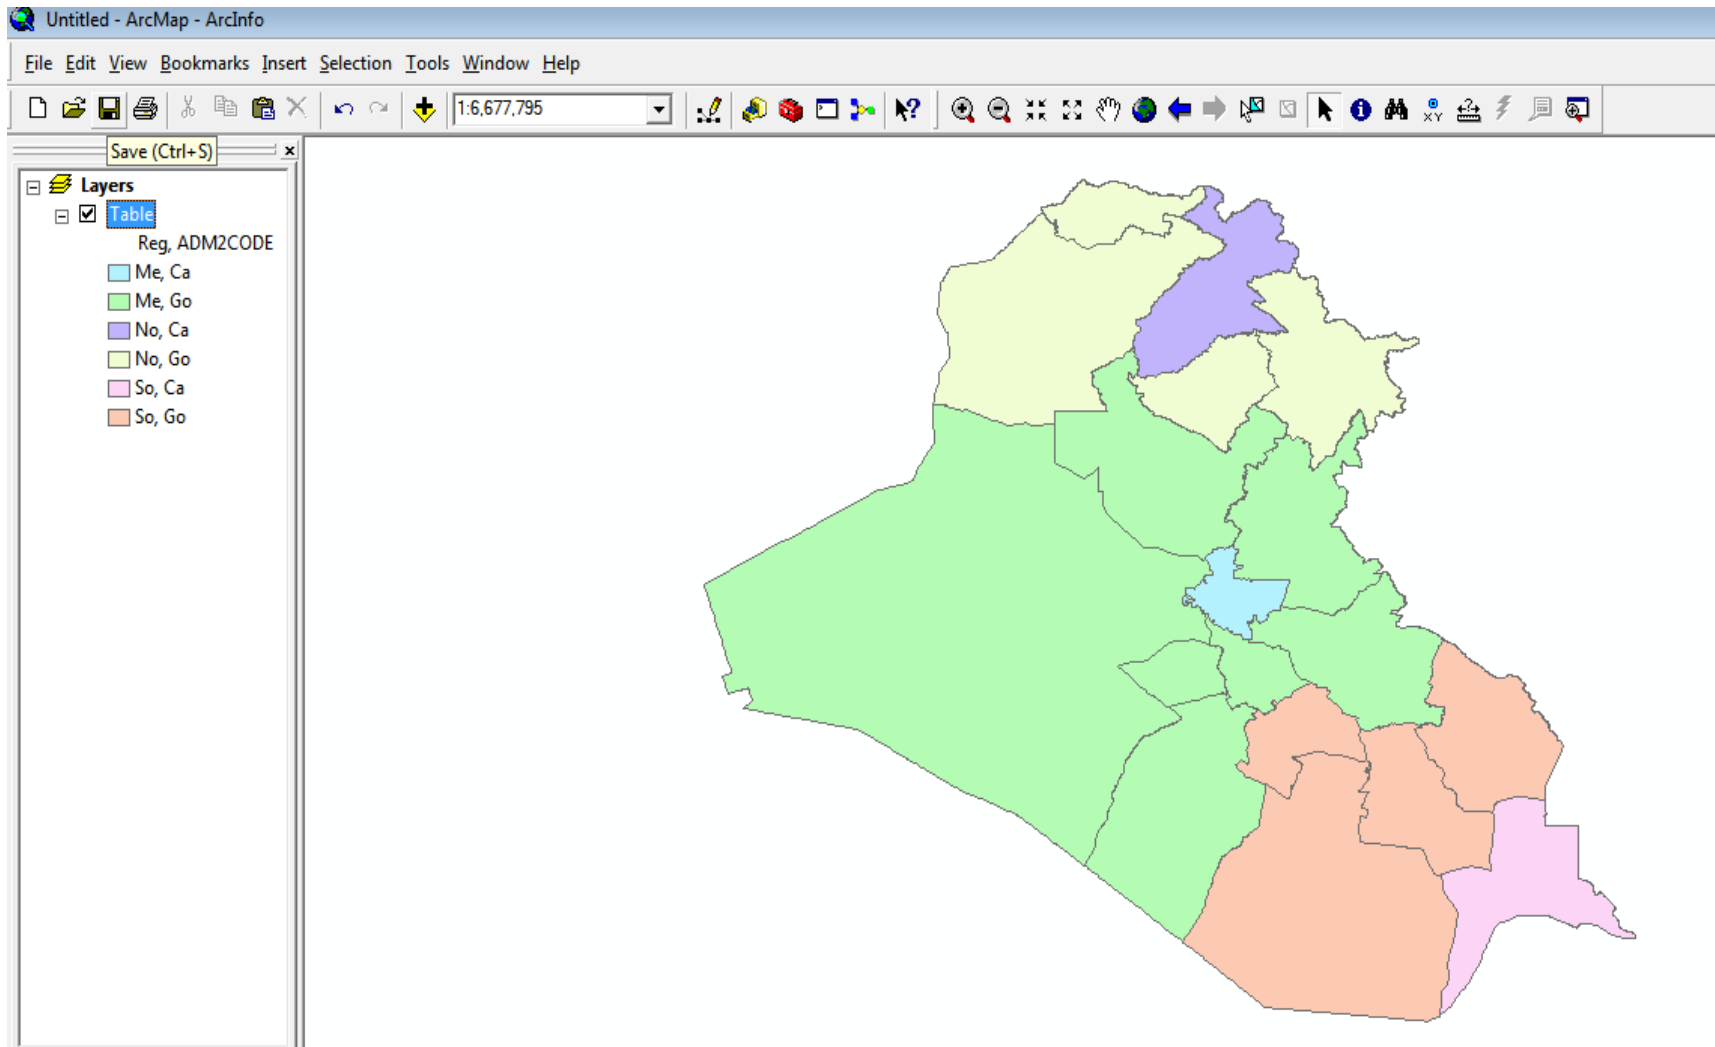 Untitled - ArcMap - ArcInfo
File Edit View Bookmarks Insert Selection Tools Window Help
1:6,677,795
XY
Save (Ctrl+S)
Layers
Table
Reg, ADM2CODE
Me, Ca
Me, Go
No, Ca
No, Go
So, Ca
So, Go